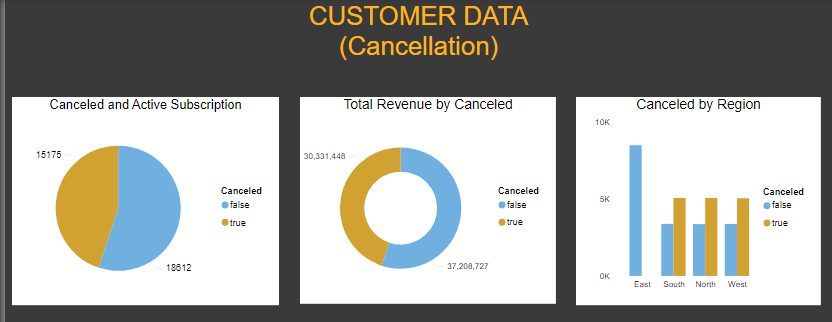 CUSTOMER DATA
(Cancellation)
Canceled and Active Subscription
15175
18612
Canceled
false
true
Total Revenue by Canceled
30,331,448
37,208,727
Canceled
false
true
Canceled by Region
10K
5K
0K
East South North West
Canceled
false
true